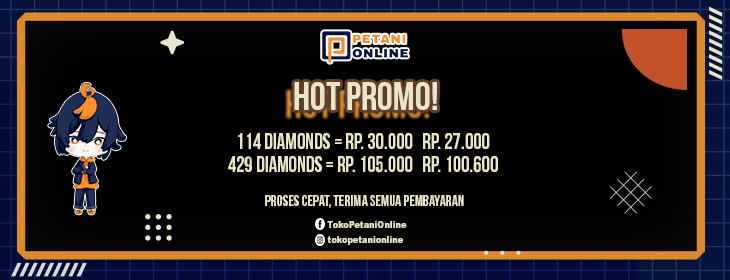 PETANI
ONLINE
HOT PROMO!
114 DIAMONDS = RP. 30.000 RP. 27.000
429 DIAMONDS = RP. 105.000 RP. 100.600
PROSES CEPAT, TERIMA SEMUA PEMBAYARAN
TokoPetaniOnline
tokopetanionline